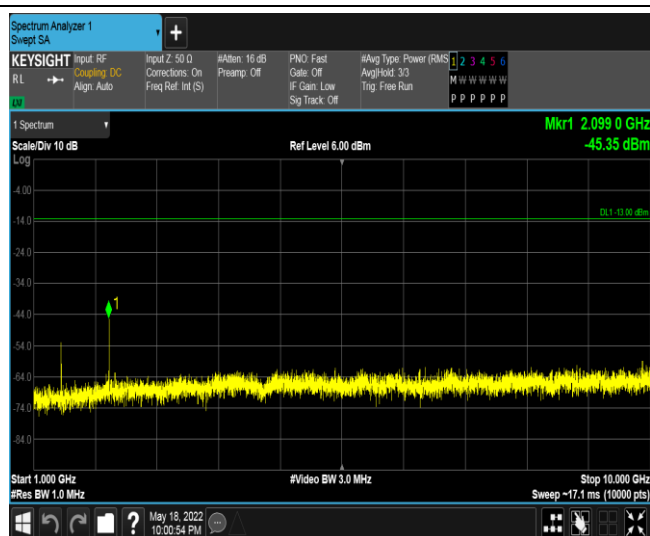 Spectrum Analyzer 1
Swept SA
+
KEYSIGHT
RL
LXI
Input: RF
Coupling: DC
Align: Auto
Input Z: 50 Ω
Corrections: On
Freq Ref: Int (S)
#Atten: 16 dB
Preamp: Off
PNO: Fast
Gate: Off
IF Gain: Low
Sig Track: Off
#Avg Type: Power (RMS
Avg|Hold: 3/3
Trig: Free Run
1 2 3 4 5 6
M W W W W W
P P P P P P
1 Spectrum
Scale/Div 10 dB
Ref Level 6.00 dBm
Mkr1 2.099 0 GHz
-45.35 dBm
Log
-4.00
DL1 -13.00 dBm
-14.0
-24.0
-34.0
1
-44.0
-54.0
-64.0
-74.0
-84.0
Start 1.000 GHz
#Video BW 3.0 MHz
Stop 10.000 GHz
#Res BW 1.0 MHz
Sweep ~17.1 ms (10000 pts)
?
May 18, 2022
10:00:54 PM